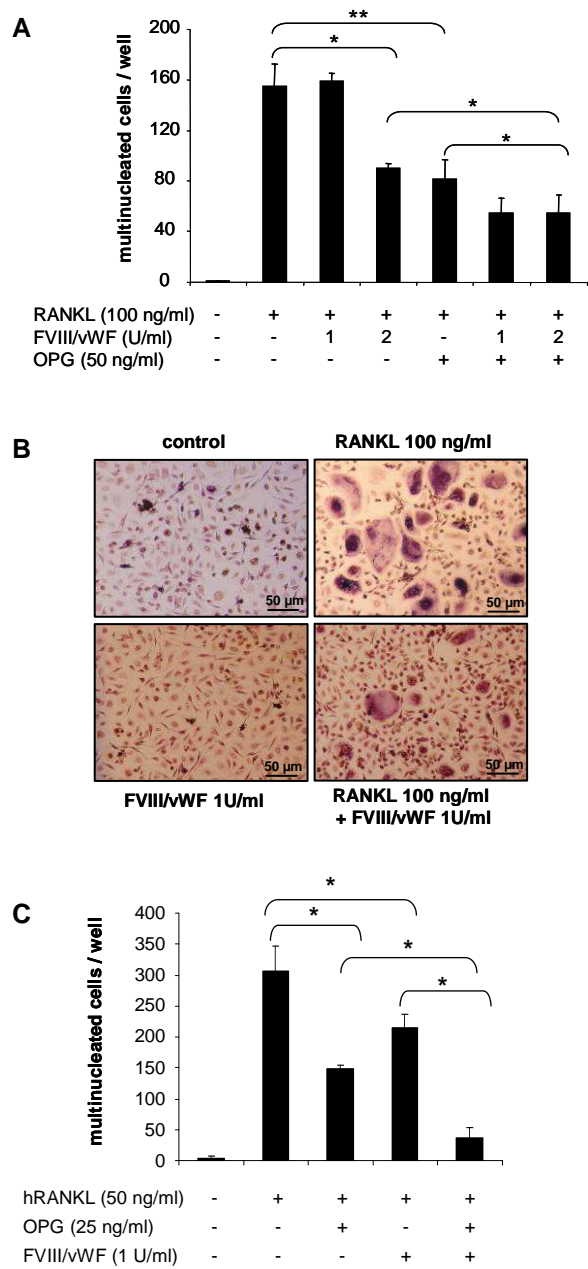 A
multinucleated cells / well
160
120
80
40
0
**
*
*
*
RANKL (100 ng/ml) - + + + + + +
FVIII/vWF (U/ml) - - 1 2 - 1 2
OPG (50 ng/ml) - - - - + + +
B
control RANKL 100 ng/ml
50 µm 50 µm
50 µm 50 µm
FVIII/vWF 1U/ml RANKL 100 ng/ml
+ FVIII/vWF 1U/ml
C
multinucleated cells / well
400
350
300
250
200
150
100
50
0
*
*
*
*
hRANKL (50 ng/ml) - + + + +
OPG (25 ng/ml) - - + - +
FVIII/vWF (1 U/ml) - - - + +